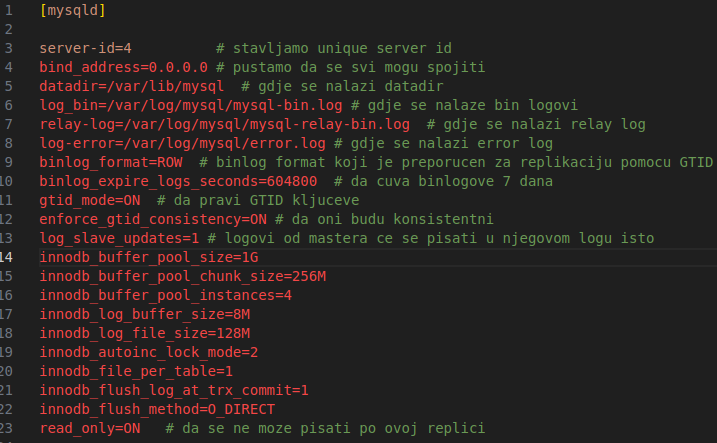 1 [mysqld]
2
3 server-id=4 # stavljamo unique server id
4 bind_address=0.0.0.0 # pustamo da se svi mogu spojiti
5 datadir=/var/lib/mysql # gdje se nalazi datadir
6 log_bin=/var/log/mysql/mysql-bin.log # gdje se nalaze bin logovi
7 relay-log=/var/log/mysql/mysql-relay-bin.log # gdje se nalazi relay log
8 log-error=/var/log/mysql/error.log # gdje se nalazi error log
9 binlog_format=ROW # binlog format koji je preporucen za replikaciju pomocu GTID
10 binlog_expire_logs_seconds=604800 # da cuva binlogove 7 dana
11 gtid_mode=ON # da pravi GTID kljuceve
12 enforce_gtid_consistency=ON # da oni budu konsistentni
13 log_slave_updates=1 # logovi od mastera ce se pisati u njegovom logu isto
14 innodb_buffer_pool_size=1G
15 innodb_buffer_pool_chunk_size=256M
16 innodb_buffer_pool_instances=4
17 innodb_log_buffer_size=8M
18 innodb_log_file_size=128M
19 innodb_autoinc_lock_mode=2
20 innodb_file_per_table=1
21 innodb_flush_log_at_trx_commit=1
22 innodb_flush_method=O_DIRECT
23 read_only=ON # da se ne moze pisati po ovoj replici